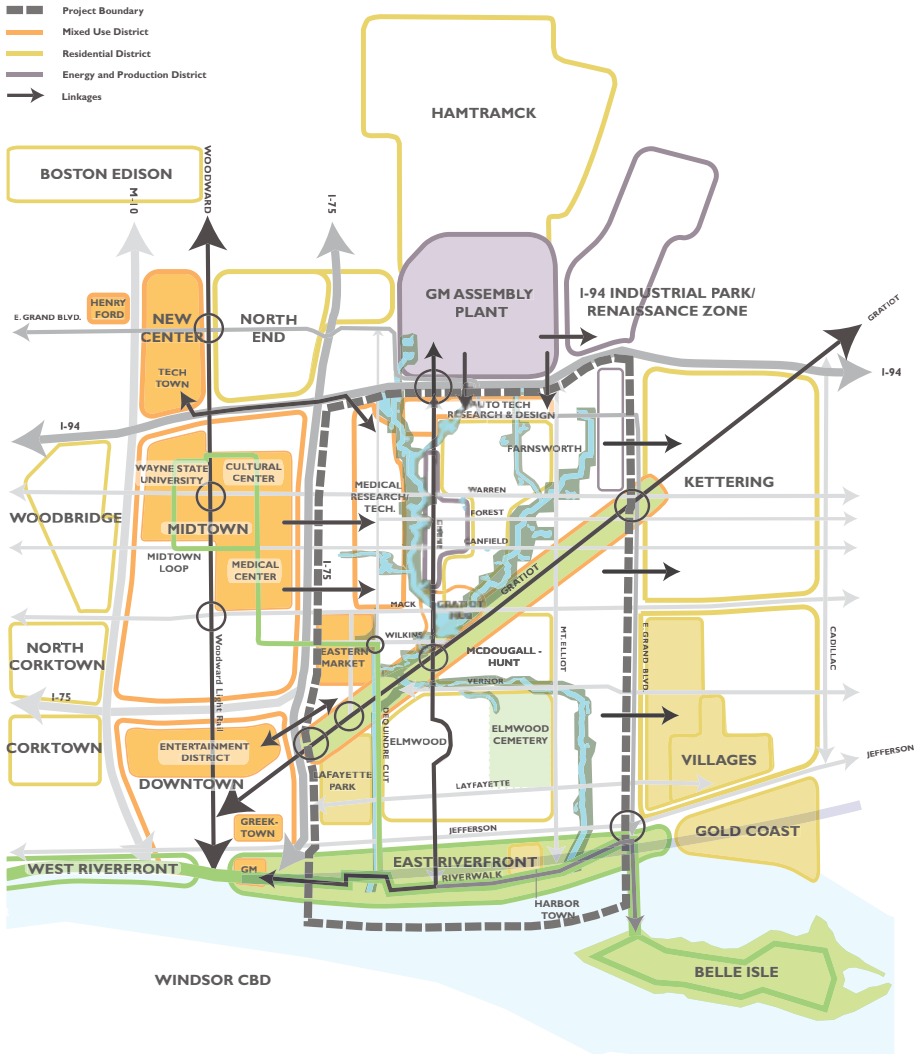 Project Boundary
Mixed Use District
Residential District
Energy and Production District
Linkages
HAMTRAMCK
BOSTON EDISON
WOODWARD
M-10
I-75
HENRY
FORD
E. GRAND BLVD.
NEW
CENTER
NORTH
END
TECH
TOWN
GM ASSEMBLY
PLANT
I-94 INDUSTRIAL PARK/
RENAISSANCE ZONE
GRATIOT
I-94
I-94
AUTO TECH
RESEARCH & DESIGN
FARNSWORTH
WAYNE STATE
UNIVERSITY
CULTURAL
CENTER
MEDICAL
RESEARCH/
TECH.
WARREN
KETTERING
WOODBRIDGE
FOREST
MIDTOWN
CANFIELD
MIDTOWN
LOOP
MEDICAL
CENTER
I-75
GRATIOT
MACK
GRATIOT
WILKINS
NORTH
CORKTOWN
Woodward Light Rail
EASTERN
MARKET
MCDOUGALL -
HUNT
MT.ELLIOT
E GRAND BLVD
CADILLAC
VERNOR
I-75
DEQUINDRE CUT
CORKTOWN
ENTERTAINMENT
DISTRICT
ELMWOOD
ELMWOOD
CEMETERY
JEFFERSON
VILLAGES
DOWNTOWN
LAFAYETTE
PARK
LAYFAYETTE
GREEK-
TOWN
JEFFERSON
GOLD COAST
WEST RIVERFRONT
GM
EAST RIVERFRONT
RIVERWALK
HARBOR
TOWN
WINDSOR CBD
BELLE ISLE